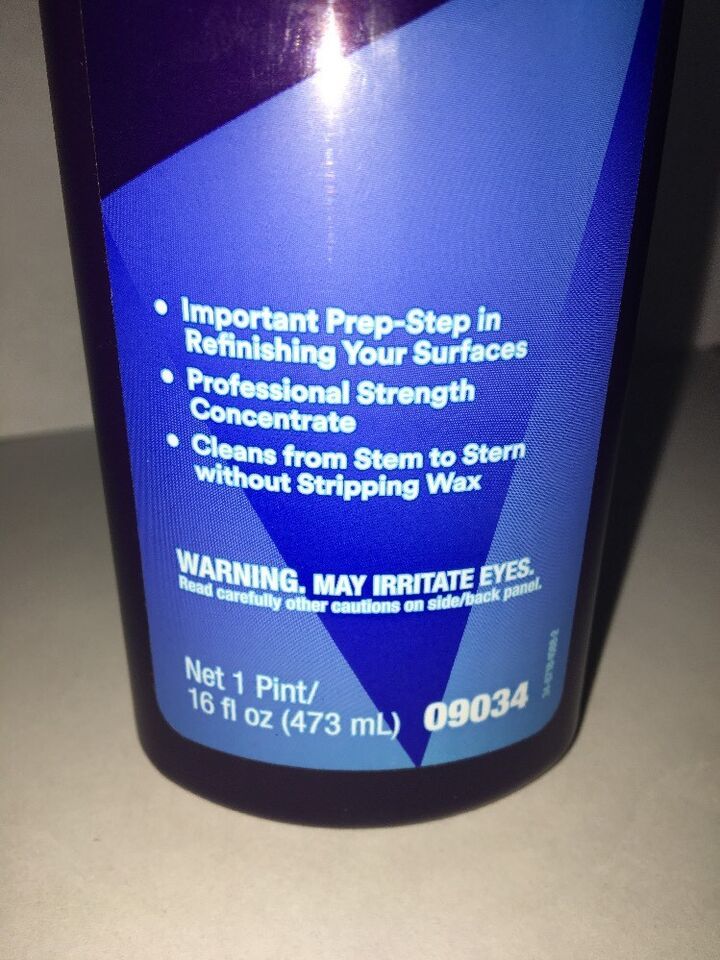 • Important Prep-Step in
Refinishing Your Surfaces
• Professional Strength
Concentrate
• Cleans from Stem to Stern
without Stripping Wax
WARNING. MAY IRRITATE EYES.
Read carefully other cautions on side/back panel.
Net 1 Pint/
16 fl oz (473 mL)
09034